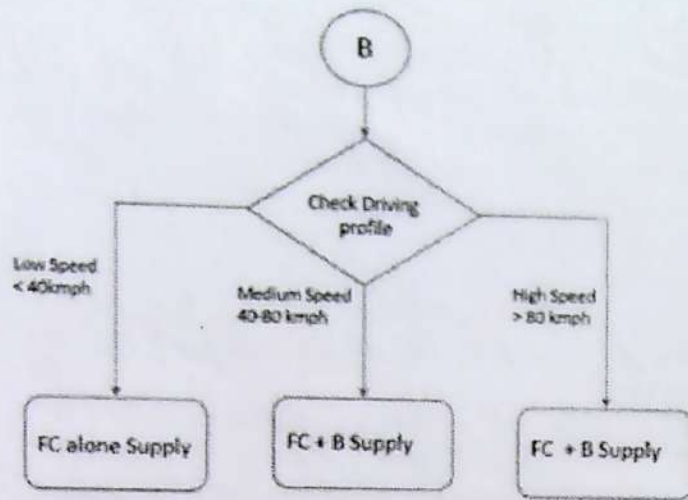 B
Check Driving
profile
Low Speed
< 40kmph
Medium Speed
40-80 kmph
High Speed
> 80 kmph
FC alone Supply
FC + B Supply
FC + B Supply